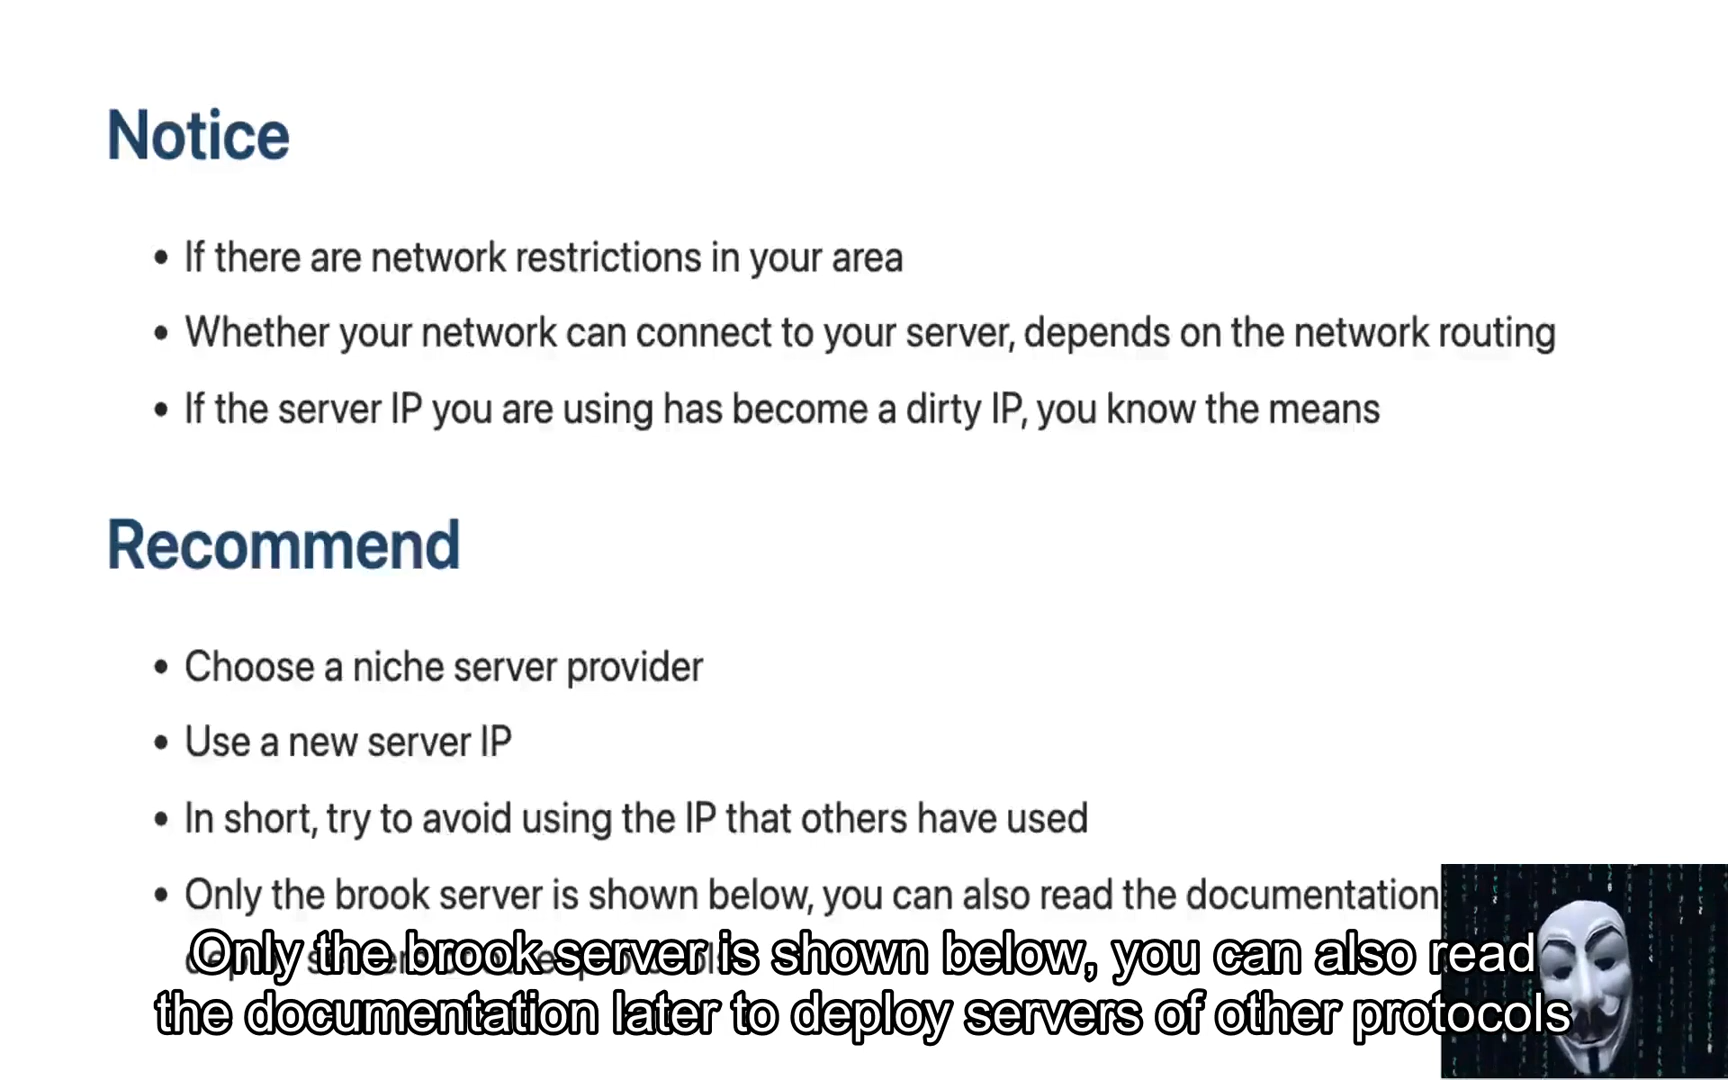 Notice
• If there are network restrictions in your area
• Whether your network can connect to your server, depends on the network routing
• If the server IP you are using has become a dirty IP, you know the means
Recommend
• Choose a niche server provider
• Use a new server IP
• In short, try to avoid using the IP that others have used
• Only the brook server is shown below, you can also read the documentation
Only the brook server is shown below, you can also read
the documentation later to deploy servers of other protocols